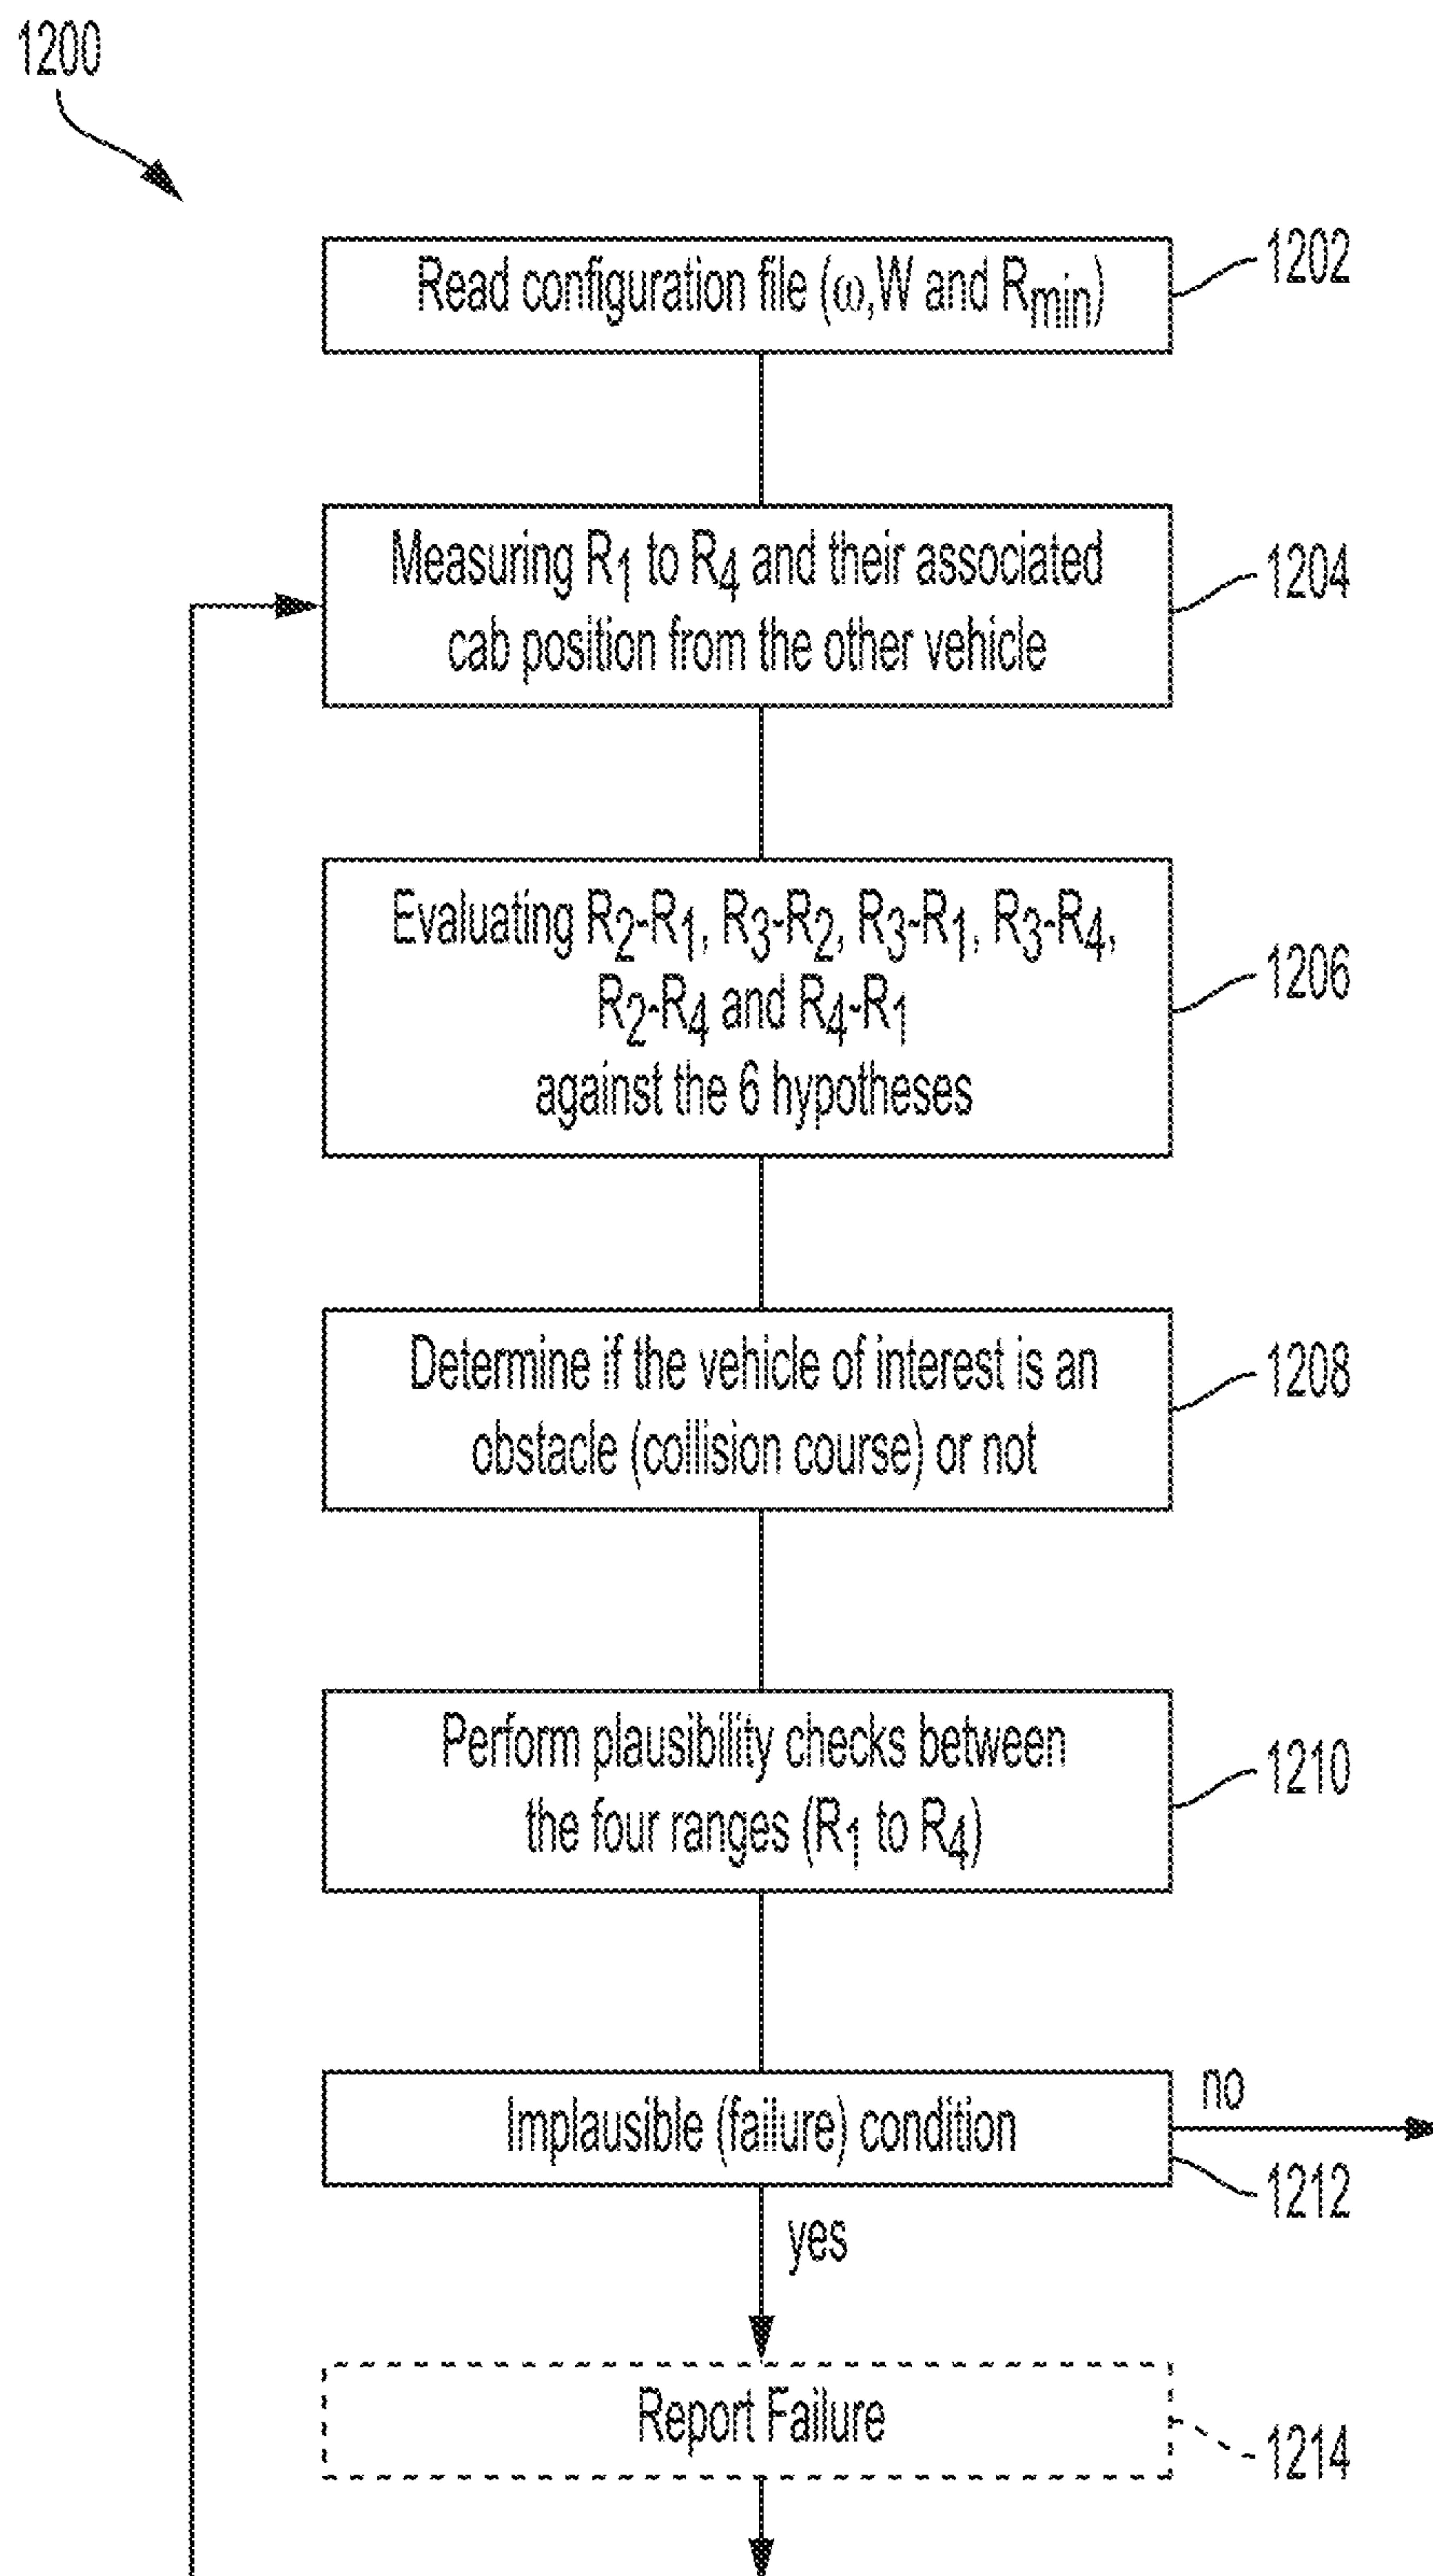 1200
Read configuration file (ω,W and Rmin)
1202
Measuring R1 to R4 and their associated
cab position from the other vehicle
1204
Evaluating R2-R1, R3-R2, R3-R1, R3-R4,
R2-R4 and R4-R1
against the 6 hypotheses
1206
Determine if the vehicle of interest is an
obstacle (collision course) or not
1208
Perform plausibility checks between
the four ranges (R1 to R4)
1210
Implausible (failure) condition
no
1212
yes
Report Failure
1214